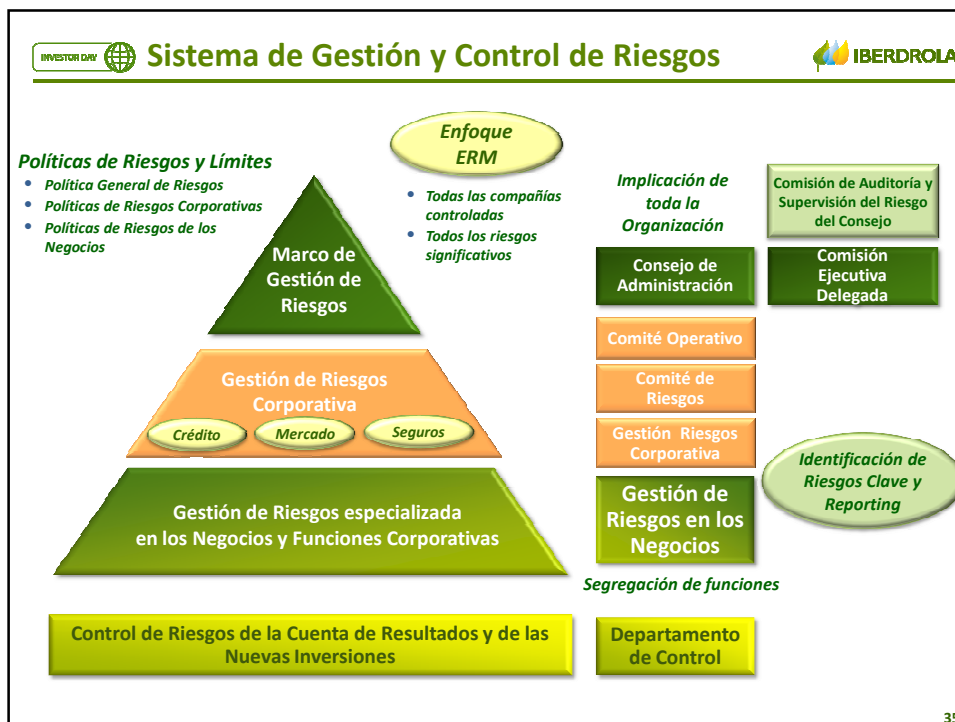 INVESTOR DAY
Sistema de Gestión y Control de Riesgos
IBERDROLA
Políticas de Riesgos y Límites
• Política General de Riesgos
• Políticas de Riesgos Corporativas
• Políticas de Riesgos de los
Negocios
Enfoque
ERM
• Todas las compañías
controladas
• Todos los riesgos
significativos
Marco de
Gestión de
Riesgos
Gestión de Riesgos
Corporativa
Crédito
Mercado
Seguros
Gestión de Riesgos especializada
en los Negocios y Funciones Corporativas
Control de Riesgos de la Cuenta de Resultados y de las
Nuevas Inversiones
Implicación de
toda la
Organización
Comisión de Auditoría y
Supervisión del Riesgo
del Consejo
Consejo de
Administración
Comisión
Ejecutiva
Delegada
Comité Operativo
Comité de
Riesgos
Gestión Riesgos
Corporativa
Identificación de
Riesgos Clave y
Reporting
Gestión de
Riesgos en los
Negocios
Segregación de funciones
Departamento
de Control
35